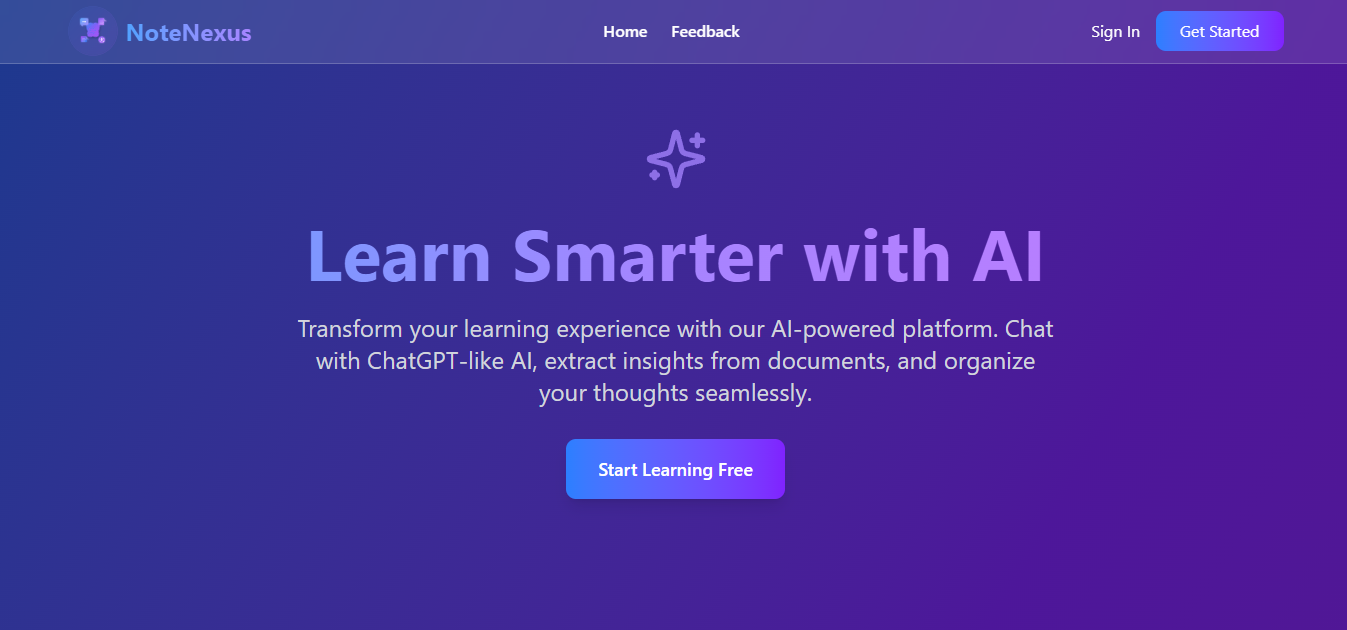 NoteNexus
Home
Feedback
Sign In
Get Started
Learn Smarter with AI
Transform your learning experience with our AI-powered platform. Chat
with ChatGPT-like AI, extract insights from documents, and organize
your thoughts seamlessly.
Start Learning Free